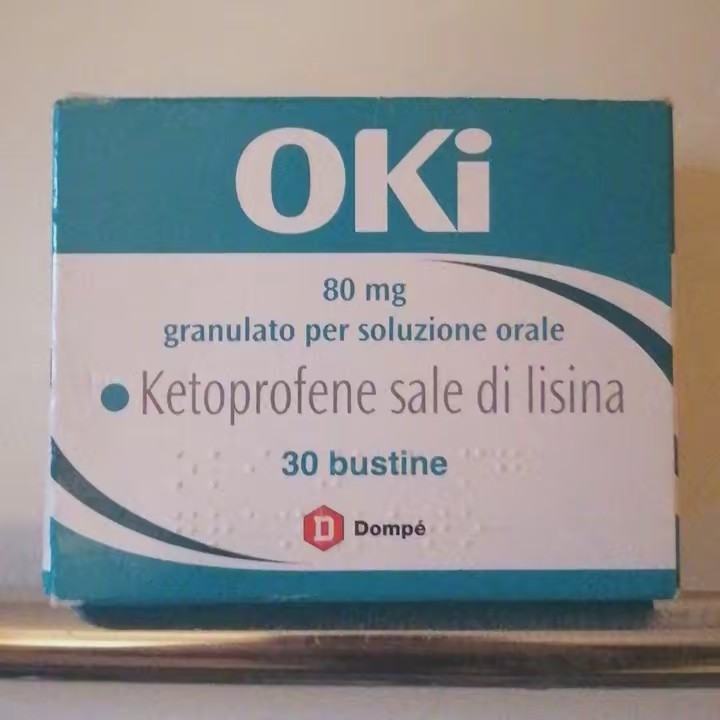 OKi
80 mg
granulato per soluzione orale
Ketoprofene sale di lisina
30 bustine
D Dompé